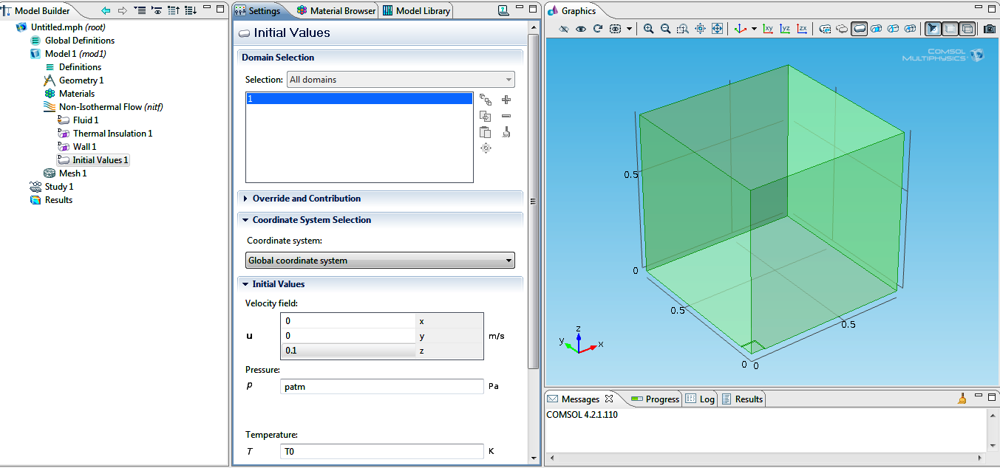 Model Builder
Untitled.mph (root)
Global Definitions
Model 1 (mod1)
Definitions
Geometry 1
Materials
Non-Isothermal Flow (nitf)
Fluid 1
Thermal Insulation 1
Wall 1
Initial Values 1
Mesh 1
Study 1
Results
Settings Material Browser Model Library
Initial Values
Domain Selection
Selection: All domains
1
Override and Contribution
Coordinate System Selection
Coordinate system:
Global coordinate system
Initial Values
Velocity field:
0 x
u 0 y m/s
0.1 z
Pressure:
p patm Pa
Temperature:
T T0 K
Graphics
xy yz zx
COMSOL
MULTIPHYSICS
0.5
0
0.5
0.5
0 0
z
y x
Messages Progress Log Results
COMSOL 4.2.1.110